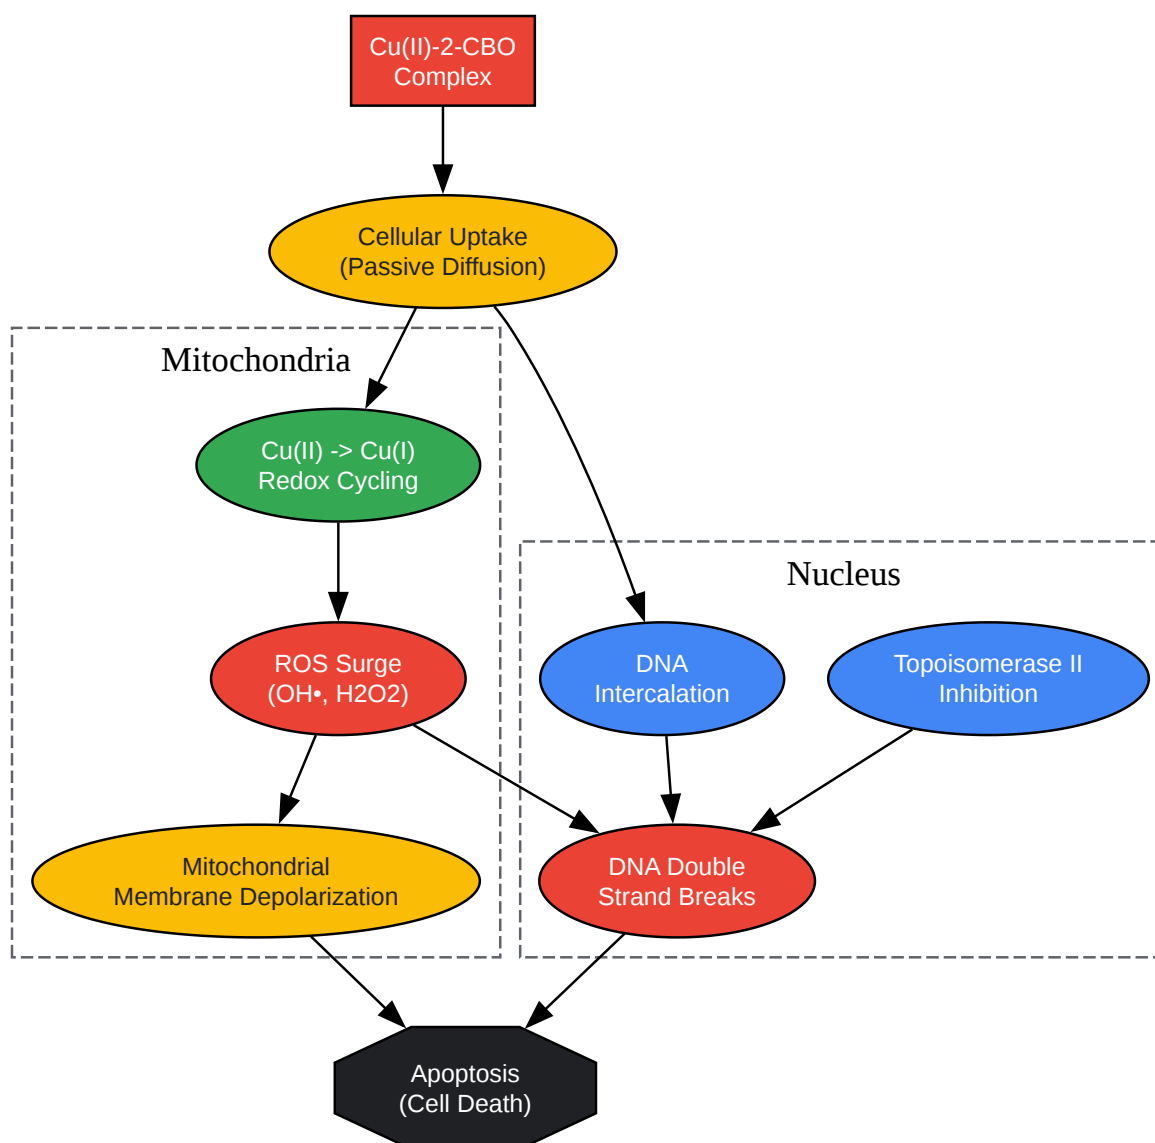 Cu(II)-2-CBO
Complex
Cellular Uptake
(Passive Diffusion)
Mitochondria
Cu(II) -> Cu(I)
Redox Cycling
Nucleus
ROS Surge
(OH•, H2O2)
DNA
Intercalation
Topoisomerase II
Inhibition
Mitochondrial
Membrane Depolarization
DNA Double
Strand Breaks
Apoptosis
(Cell Death)